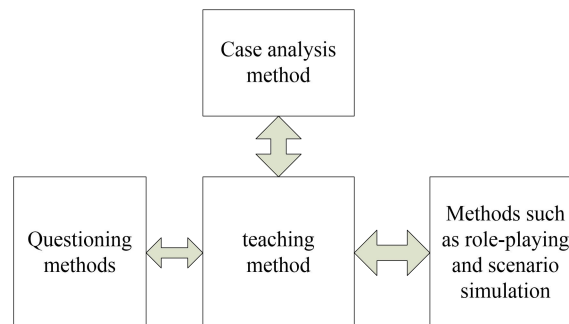 Case analysis
method
Questioning
methods
teaching
method
Methods such
as role-playing
and scenario
simulation